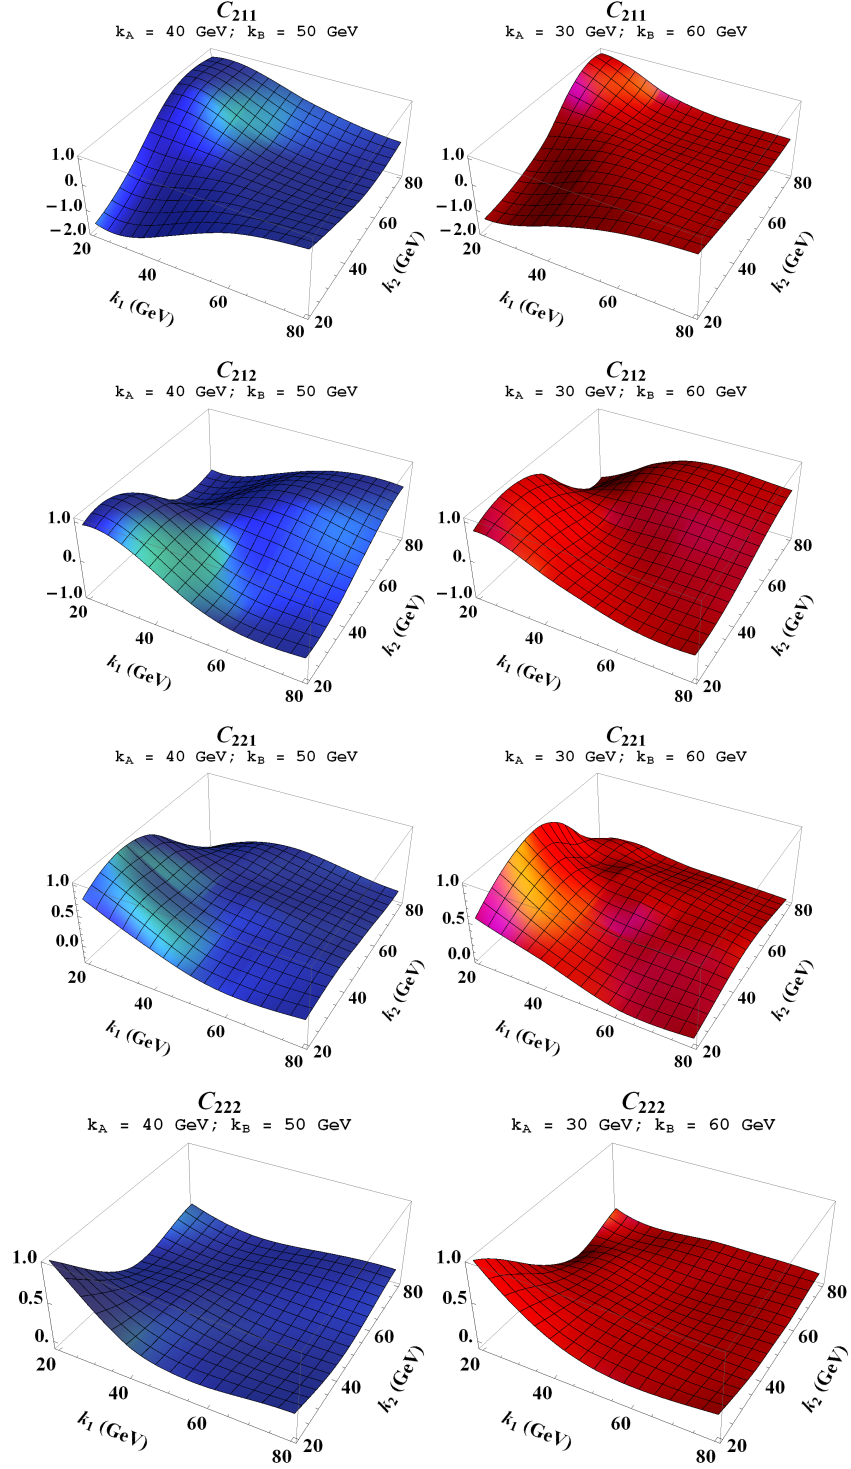 C211 C211
kA = 40 GeV; kB = 50 GeV kA = 30 GeV; kB = 60 GeV
1.0 0. −1.0 −2.0 20 40 60 80 20 40 60 80 k1 (GeV) k2 (GeV)
1.0 0. −1.0 −2.0 20 40 60 80 20 40 60 80 k1 (GeV) k2 (GeV)
C212 C212
kA = 40 GeV; kB = 50 GeV kA = 30 GeV; kB = 60 GeV
1.0 0. −1.0 20 40 60 80 20 40 60 80 k1 (GeV) k2 (GeV)
1.0 0. −1.0 20 40 60 80 20 40 60 80 k1 (GeV) k2 (GeV)
C221 C221
kA = 40 GeV; kB = 50 GeV kA = 30 GeV; kB = 60 GeV
1.0 0.5 0.0 20 40 60 80 20 40 60 80 k1 (GeV) k2 (GeV)
1.0 0.5 0.0 20 40 60 80 20 40 60 80 k1 (GeV) k2 (GeV)
C222 C222
kA = 40 GeV; kB = 50 GeV kA = 30 GeV; kB = 60 GeV
1.0 0.5 0. 20 40 60 80 20 40 60 80 k1 (GeV) k2 (GeV)
1.0 0.5 0. 20 40 60 80 20 40 60 80 k1 (GeV) k2 (GeV)